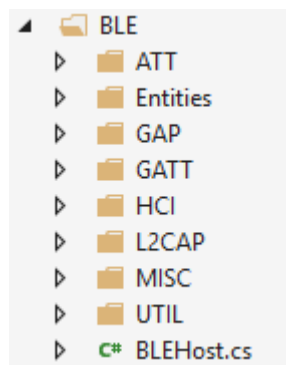 BLE
ATT
Entities
GAP
GATT
HCI
L2CAP
MISC
UTIL
C# BLEHost.cs